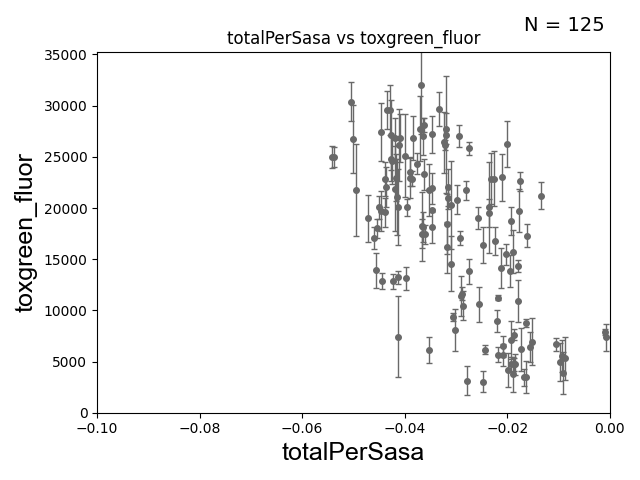 N = 125
totalPerSasa vs toxgreen_fluor
35000
30000
25000
20000
15000
10000
5000
0
toxgreen_fluor
−0.10 −0.08 −0.06 −0.04 −0.02 0.00
totalPerSasa